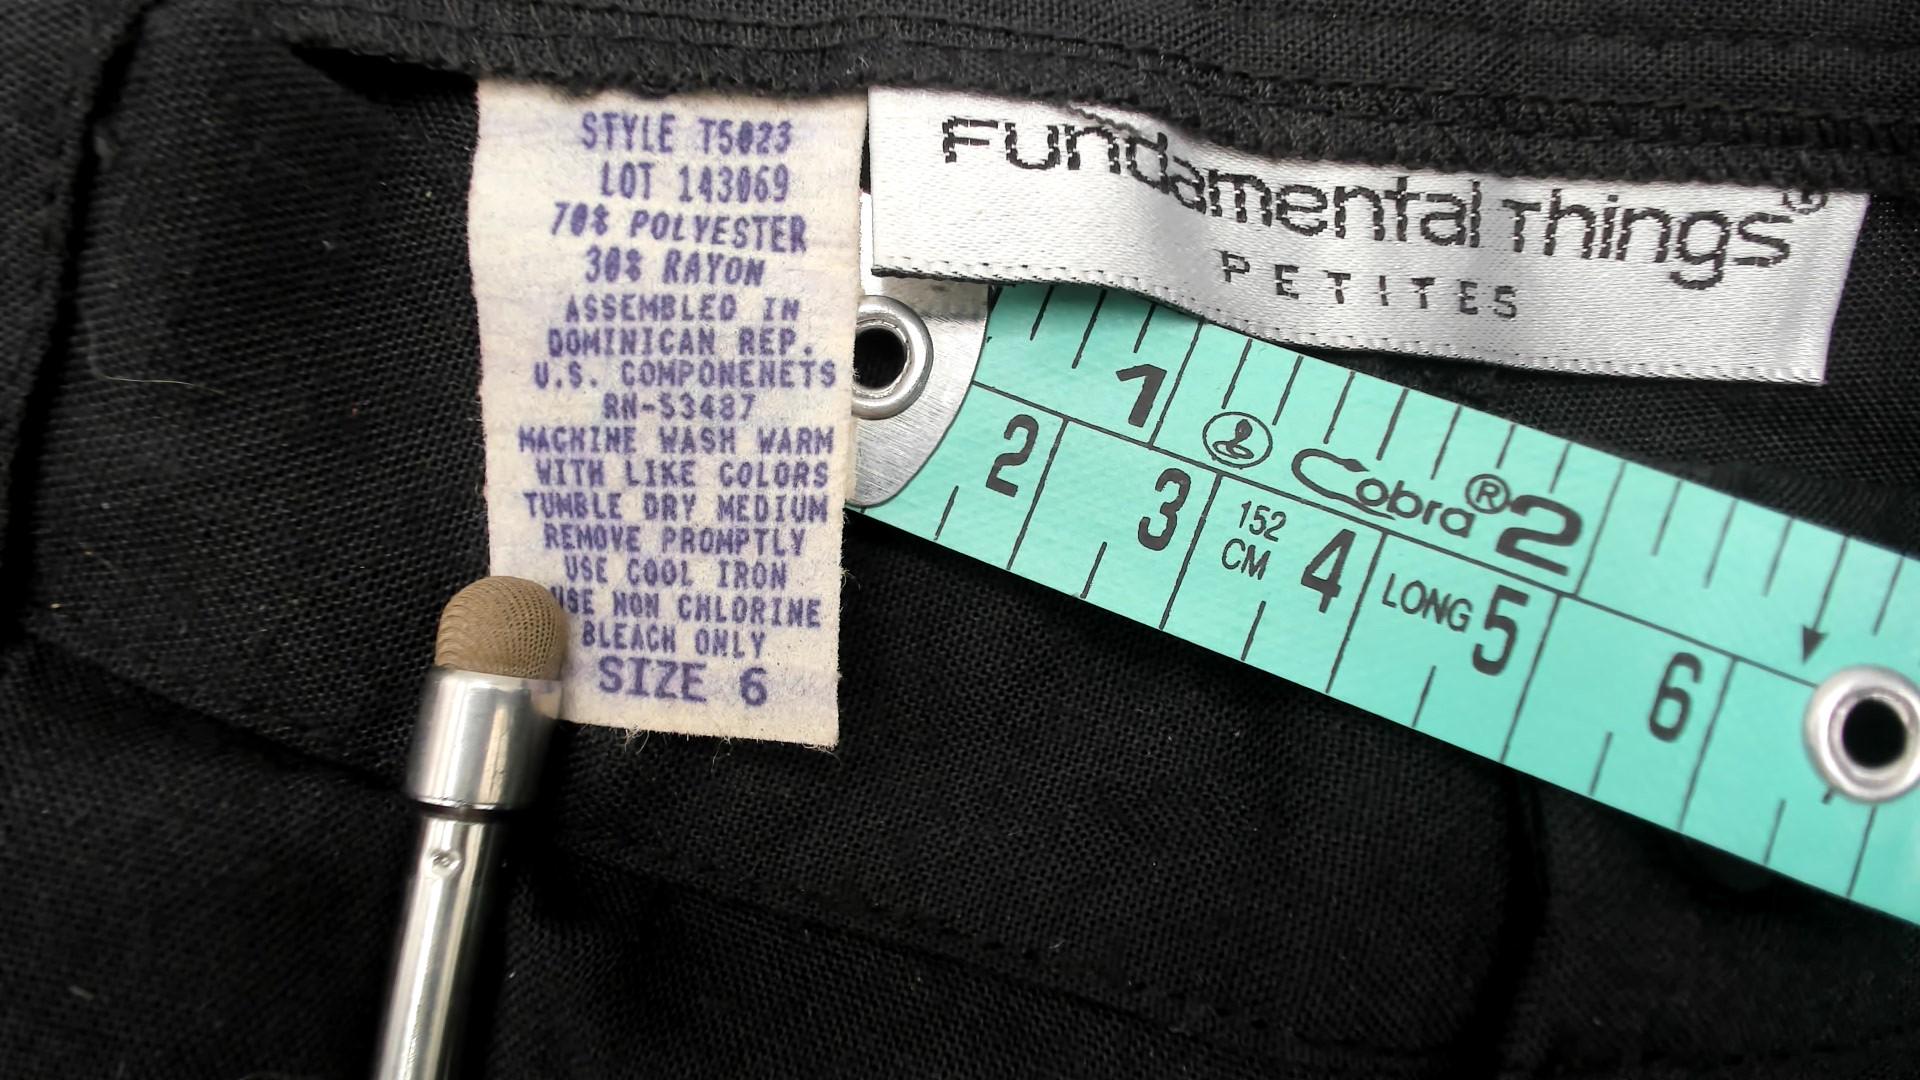 STYLE T5023
LOT 143069
70% POLYESTER
30% RAYON
ASSEMBLED IN
DOMINICAN REP.
U.S. COMPONENETS
RN-53487
MACHINE WASH WARM
WITH LIKE COLORS
TUMBLE DRY MEDIUM
REMOVE PROMPTLY
USE COOL IRON
USE NON CHLORINE
BLEACH ONLY
SIZE 6
Fundamental Things®
PETITES
1 Cobra® 2
2 3 152 CM 4 LONG 5 6